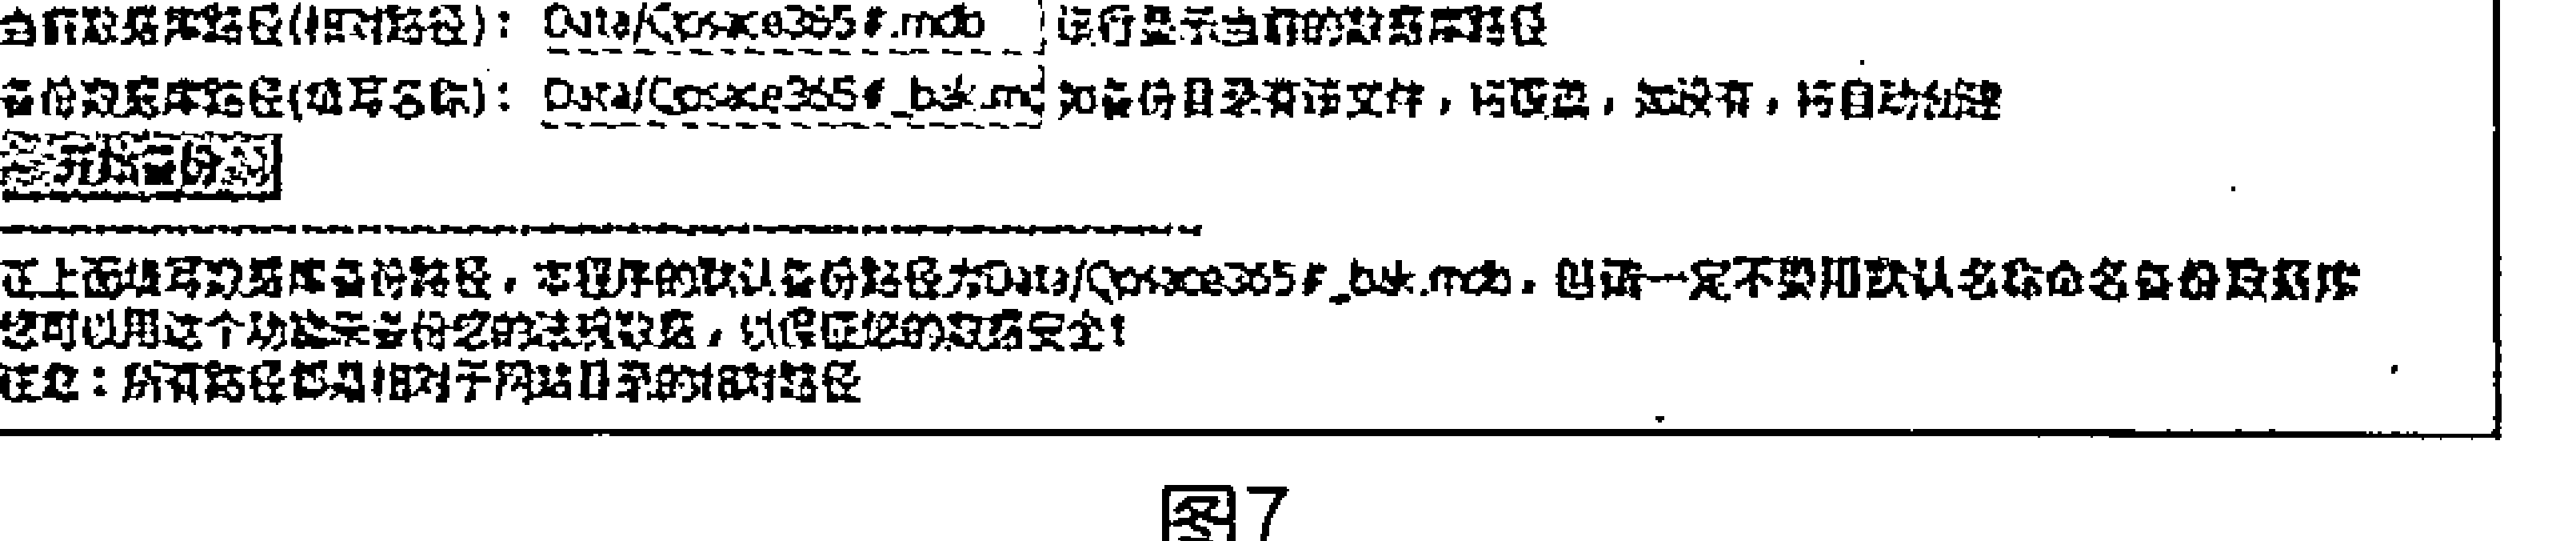 当前数据库路径(相对路径): Data/Qpsace365#.mdb 运行显示当前的数据库路径
备份数据库路径(填写名称): Data/Qpsace365#_bak.md 如备份目录有该文件，将覆盖，如没有，将自动创建
开始备份
在上面填写数据库备份路径，本程序的默认备份路径为Data/Qpsace365#_bak.mdb，但请一定不要用默认名称命名备份数据库
您可以用这个功能来备份您的法规数据，以保证您的数据安全!
注意:所有路径都是相对于网站目录的相对路径
图7